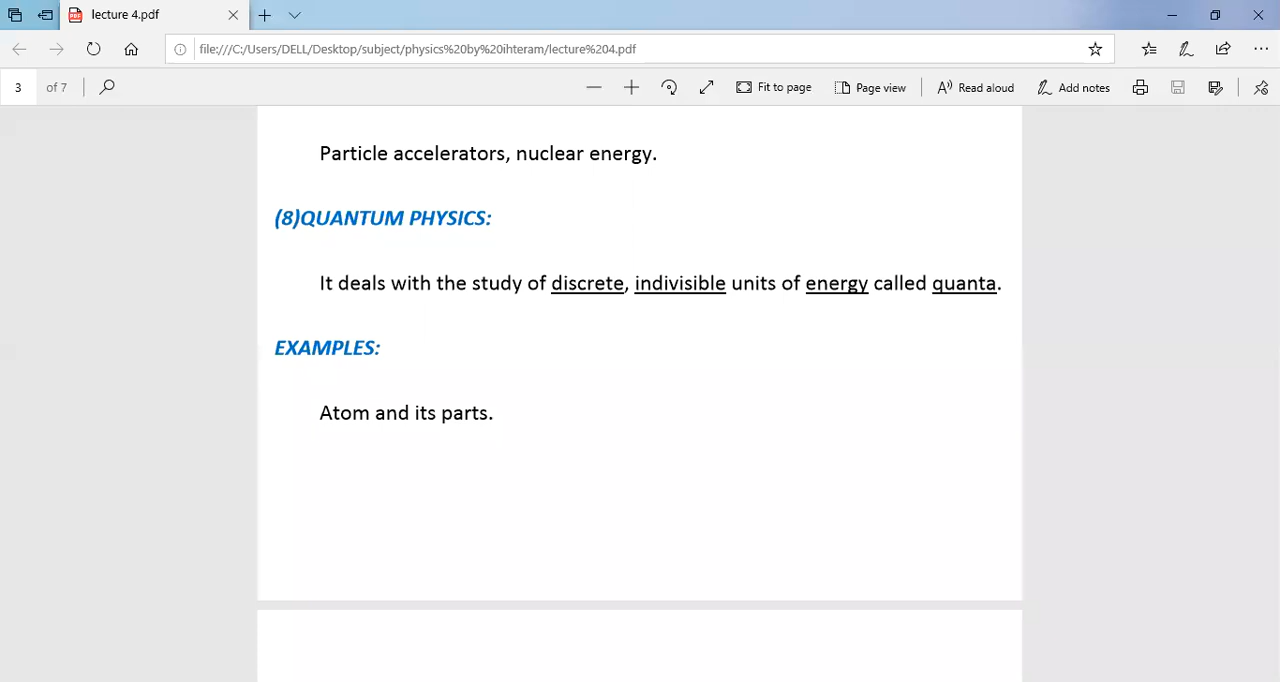 lecture 4.pdf
file:///C:/Users/DELL/Desktop/subject/physics%20by%20ihteram/lecture%204.pdf
3 of 7 Fit to page Page view Read aloud Add notes
Particle accelerators, nuclear energy.
(8)QUANTUM PHYSICS:
It deals with the study of discrete, indivisible units of energy called quanta.
EXAMPLES:
Atom and its parts.